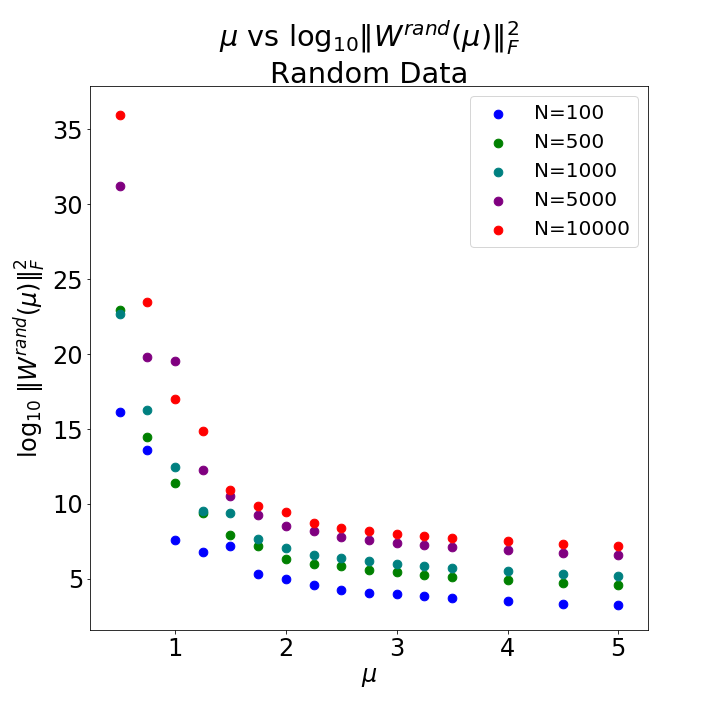 μ vs log₁₀‖W^{rand}(μ)‖²_F
Random Data
log₁₀ ‖W^{rand}(μ)‖²_F
35
30
25
20
15
10
5
N=100
N=500
N=1000
N=5000
N=10000
1 2 3 4 5
μ